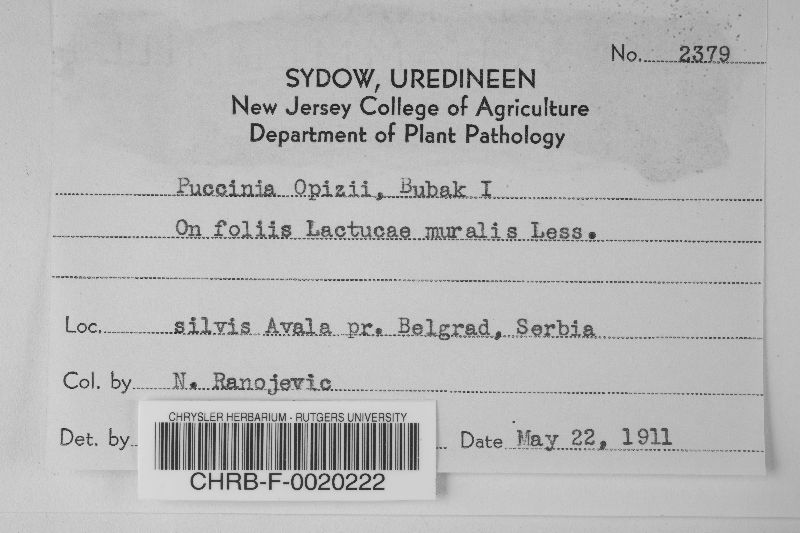 No. 2379
SYDOW, UREDINEEN
New Jersey College of Agriculture
Department of Plant Pathology
Puccinia Opizii, Bubak I
On foliis Lactucae muralis Less.
Loc. silvis Avala pr. Belgrad, Serbia
Col. by N. Ranojevic
Det. by Date May 22, 1911
CHRYSLER HERBARIUM - RUTGERS UNIVERSITY
CHRB-F-0020222